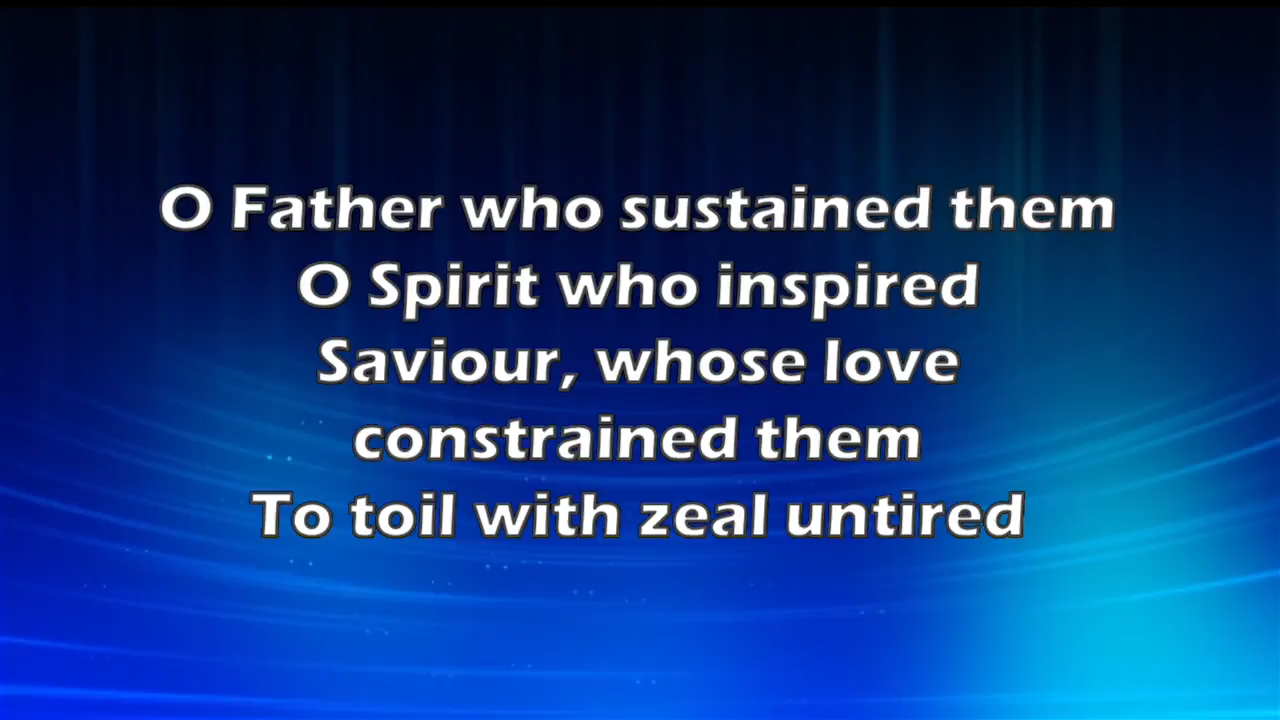 O Father who sustained them
O Spirit who inspired
Saviour, whose love
constrained them
To toil with zeal untired